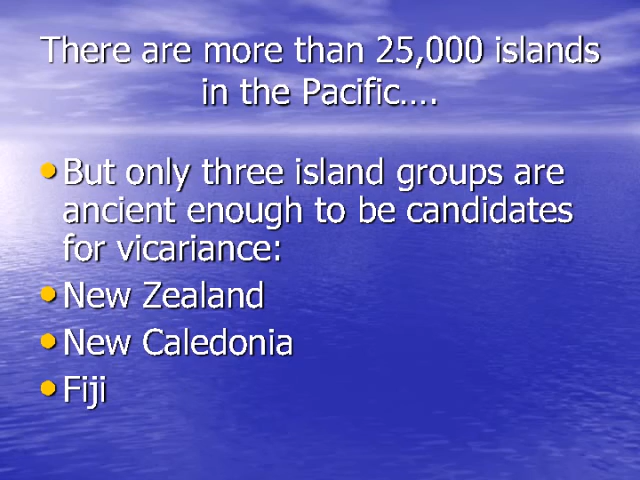 There are more than 25,000 islands
in the Pacific....
• But only three island groups are
ancient enough to be candidates
for vicariance:
• New Zealand
• New Caledonia
• Fiji